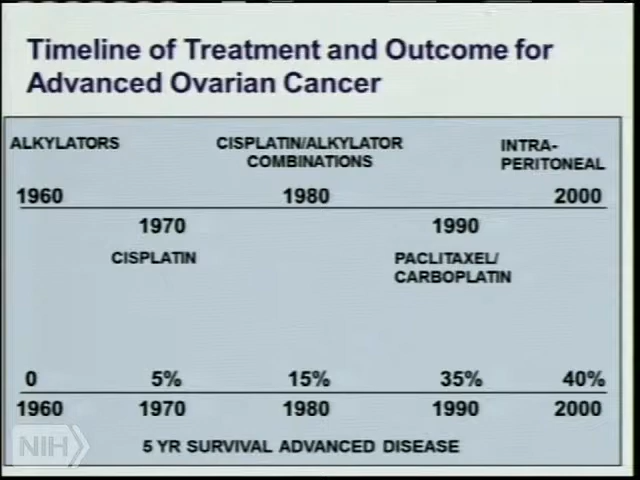 Timeline of Treatment and Outcome for
Advanced Ovarian Cancer
ALKYLATORS
CISPLATIN/ALKYLATOR
COMBINATIONS
INTRA-
PERITONEAL
1960 1980 2000
1970 1990
CISPLATIN
PACLITAXEL/
CARBOPLATIN
0 5% 15% 35% 40%
1960 1970 1980 1990 2000
5 YR SURVIVAL ADVANCED DISEASE
NIH